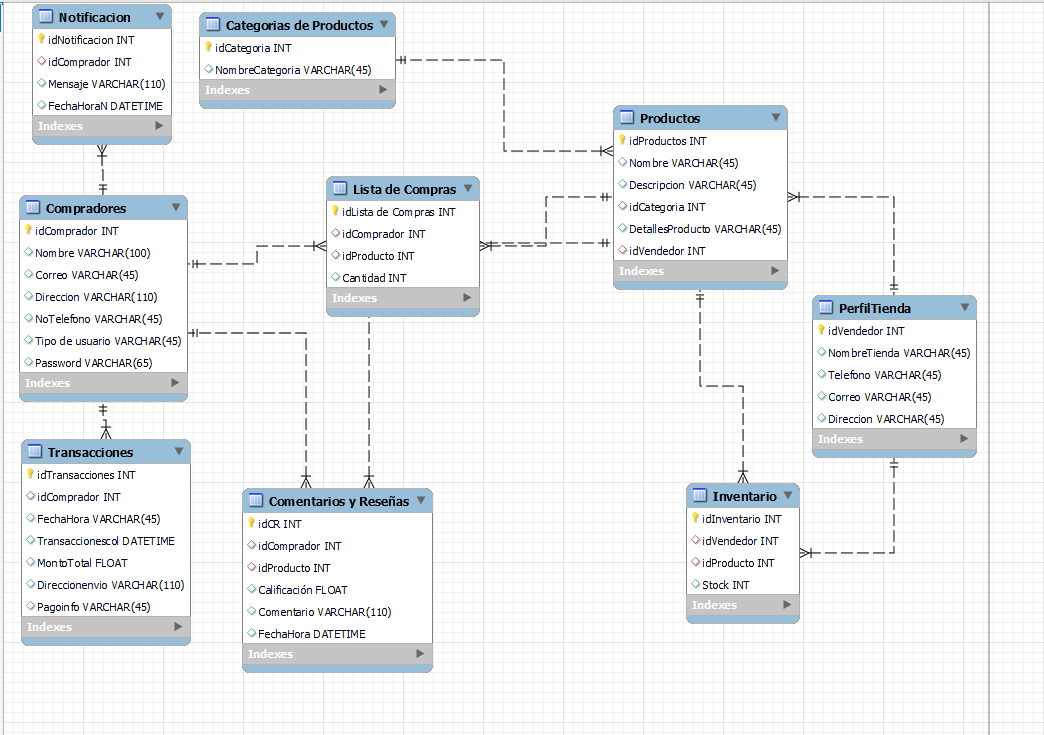 Notificacion
idNotificacion INT
idComprador INT
Mensaje VARCHAR(110)
FechaHoraN DATETIME
Indexes
Categorias de Productos
idCategoria INT
NombreCategoria VARCHAR(45)
Indexes
Productos
idProductos INT
Nombre VARCHAR(45)
Descripcion VARCHAR(45)
idCategoria INT
DetallesProducto VARCHAR(45)
idVendedor INT
Indexes
Lista de Compras
idLista de Compras INT
idComprador INT
idProducto INT
Cantidad INT
Indexes
Compradores
idComprador INT
Nombre VARCHAR(100)
Correo VARCHAR(45)
Direccion VARCHAR(110)
NoTelefono VARCHAR(45)
Tipo de usuario VARCHAR(45)
Password VARCHAR(65)
Indexes
PerfilTienda
idVendedor INT
NombreTienda VARCHAR(45)
Telefono VARCHAR(45)
Correo VARCHAR(45)
Direccion VARCHAR(45)
Indexes
Transacciones
idTransacciones INT
idComprador INT
FechaHora VARCHAR(45)
Transaccionescol DATETIME
MontoTotal FLOAT
Direccionenvio VARCHAR(110)
Pagoinfo VARCHAR(45)
Indexes
Comentarios y Reseñas
idCR INT
idComprador INT
idProducto INT
Calificación FLOAT
Comentario VARCHAR(110)
FechaHora DATETIME
Indexes
Inventario
idInventario INT
idVendedor INT
idProducto INT
Stock INT
Indexes